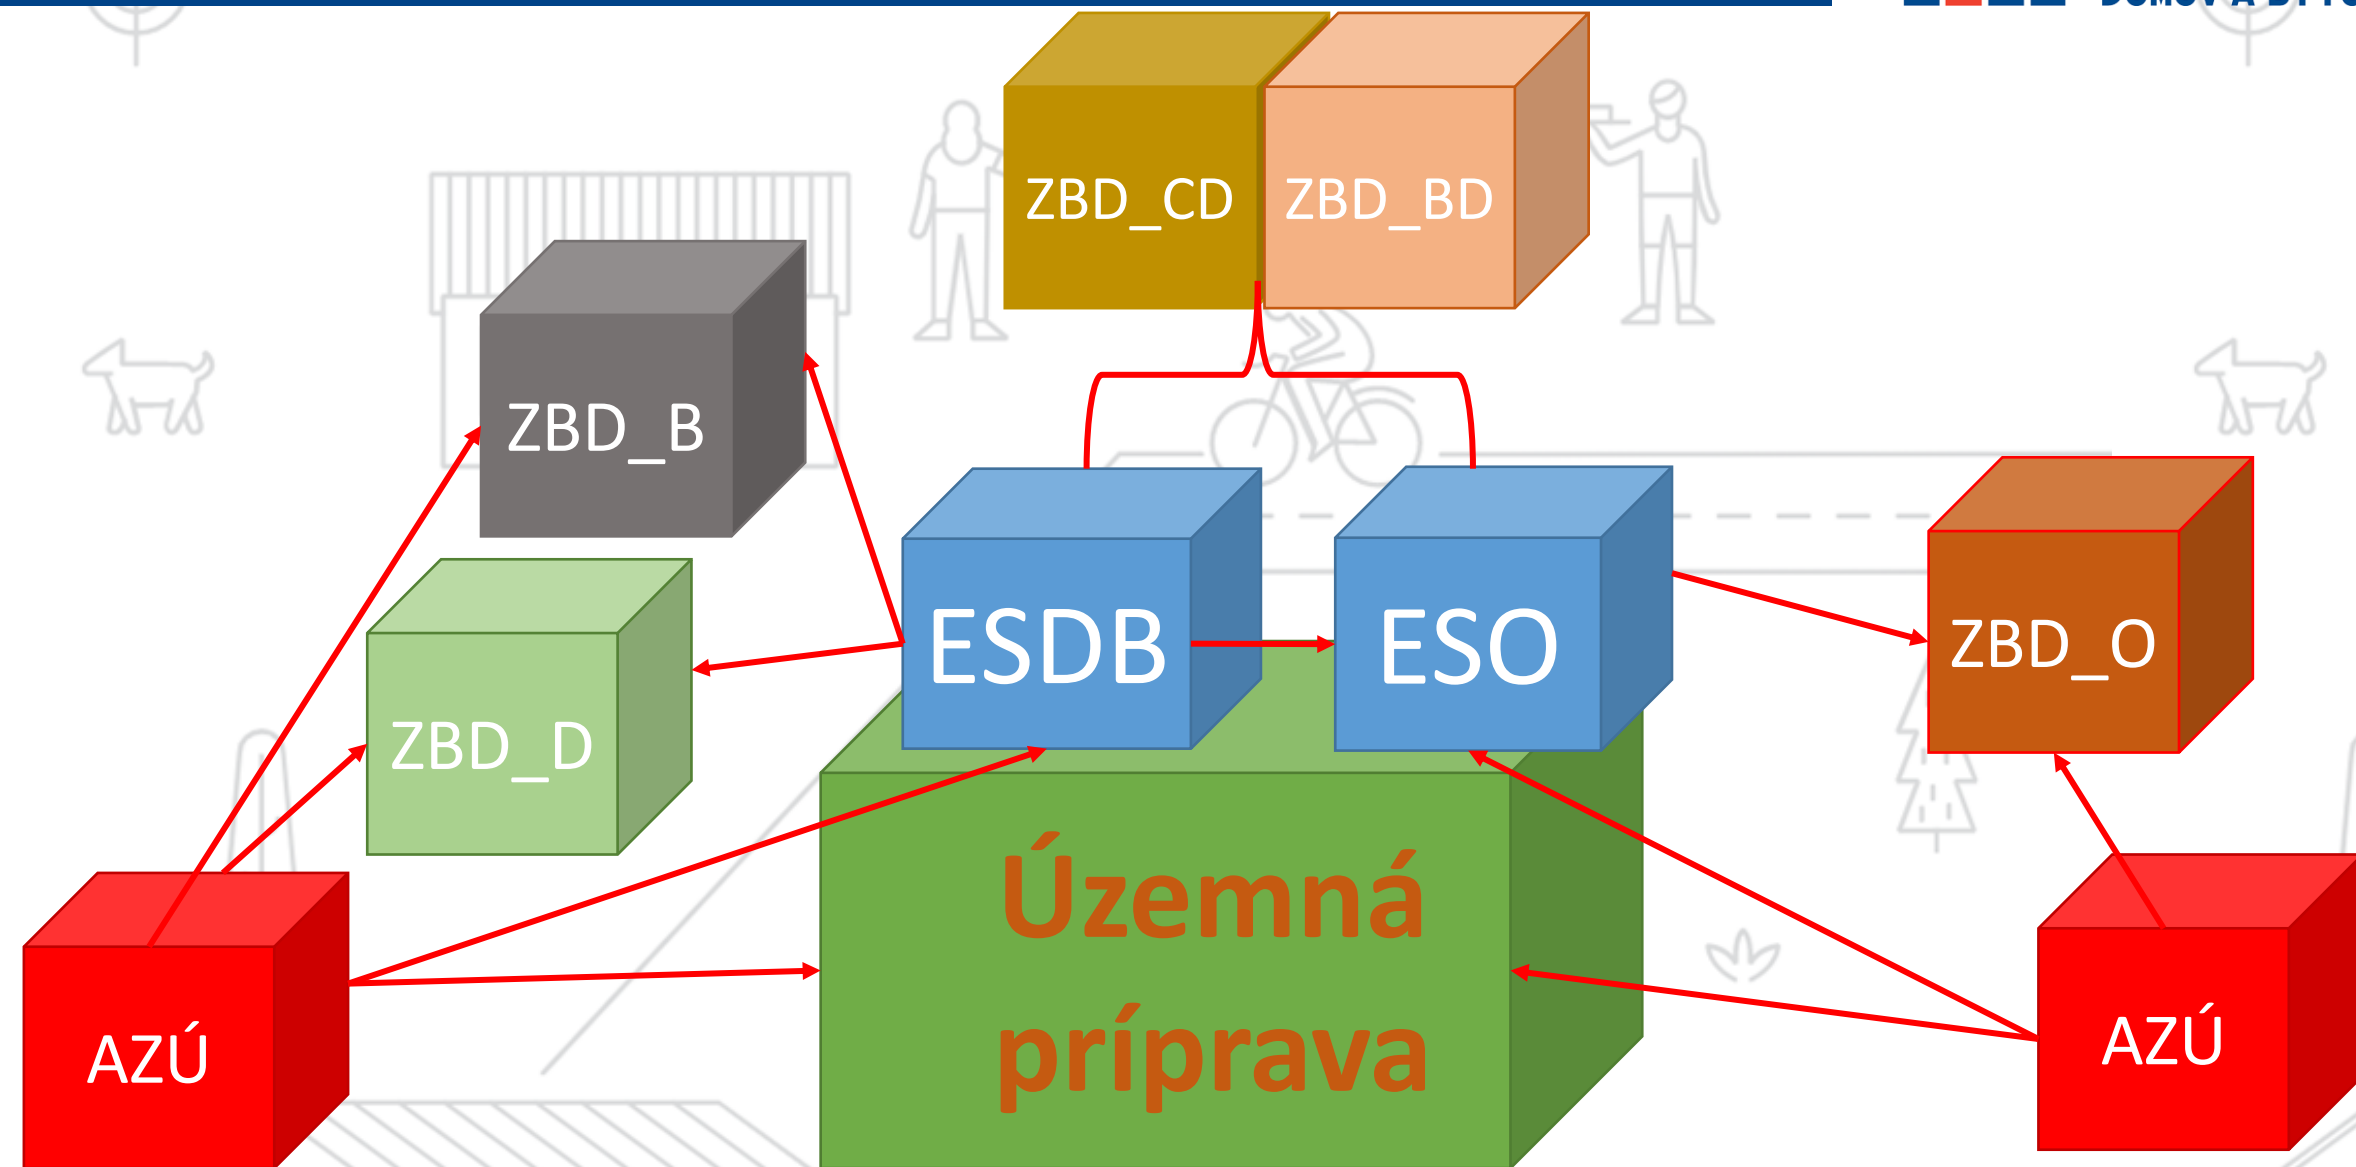 ZBD_CD
ZBD_BD
ZBD_B
ESDB
ESO
ZBD_O
ZBD_D
Územná
príprava
AZÚ
AZÚ